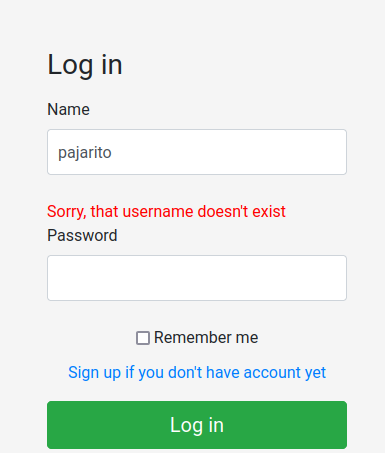 Log in
Name
pajarito
Sorry, that username doesn't exist
Password
Remember me
Sign up if you don't have account yet
Log in